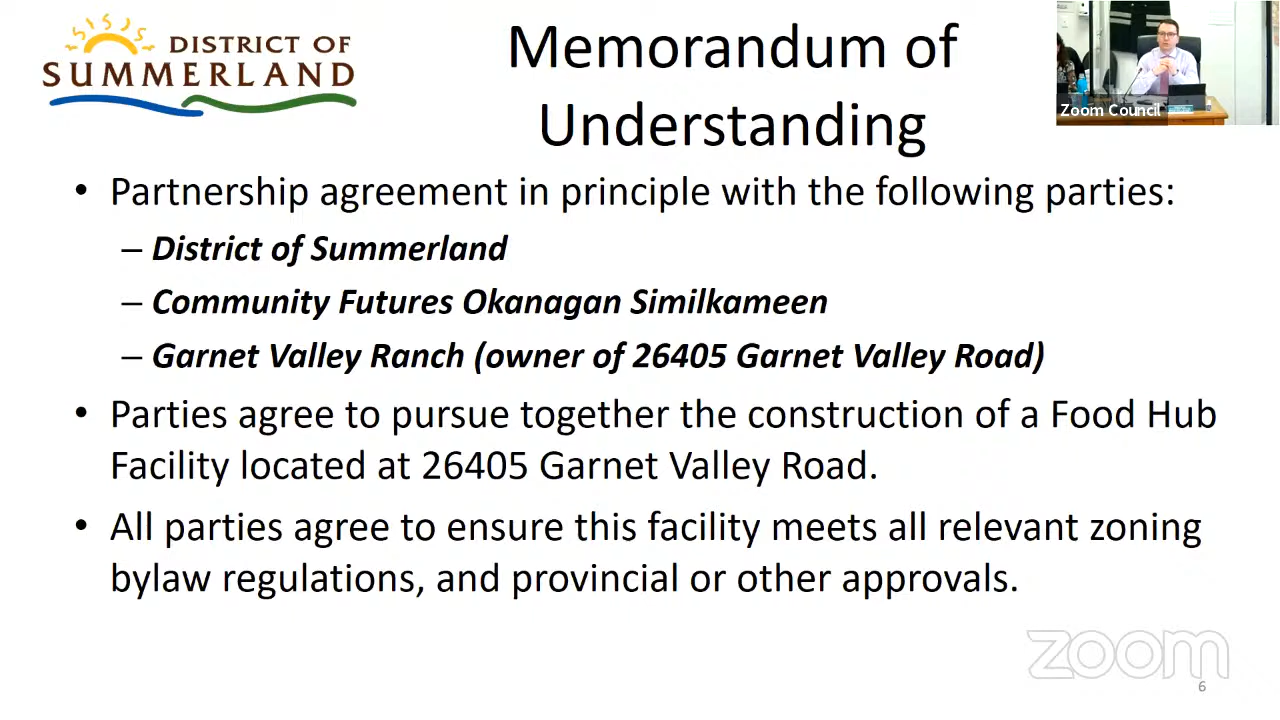 DISTRICT OF
SUMMERLAND
Memorandum of
Understanding
Zoom Council
• Partnership agreement in principle with the following parties:
– District of Summerland
– Community Futures Okanagan Similkameen
– Garnet Valley Ranch (owner of 26405 Garnet Valley Road)
• Parties agree to pursue together the construction of a Food Hub
Facility located at 26405 Garnet Valley Road.
• All parties agree to ensure this facility meets all relevant zoning
bylaw regulations, and provincial or other approvals.
zoom
6